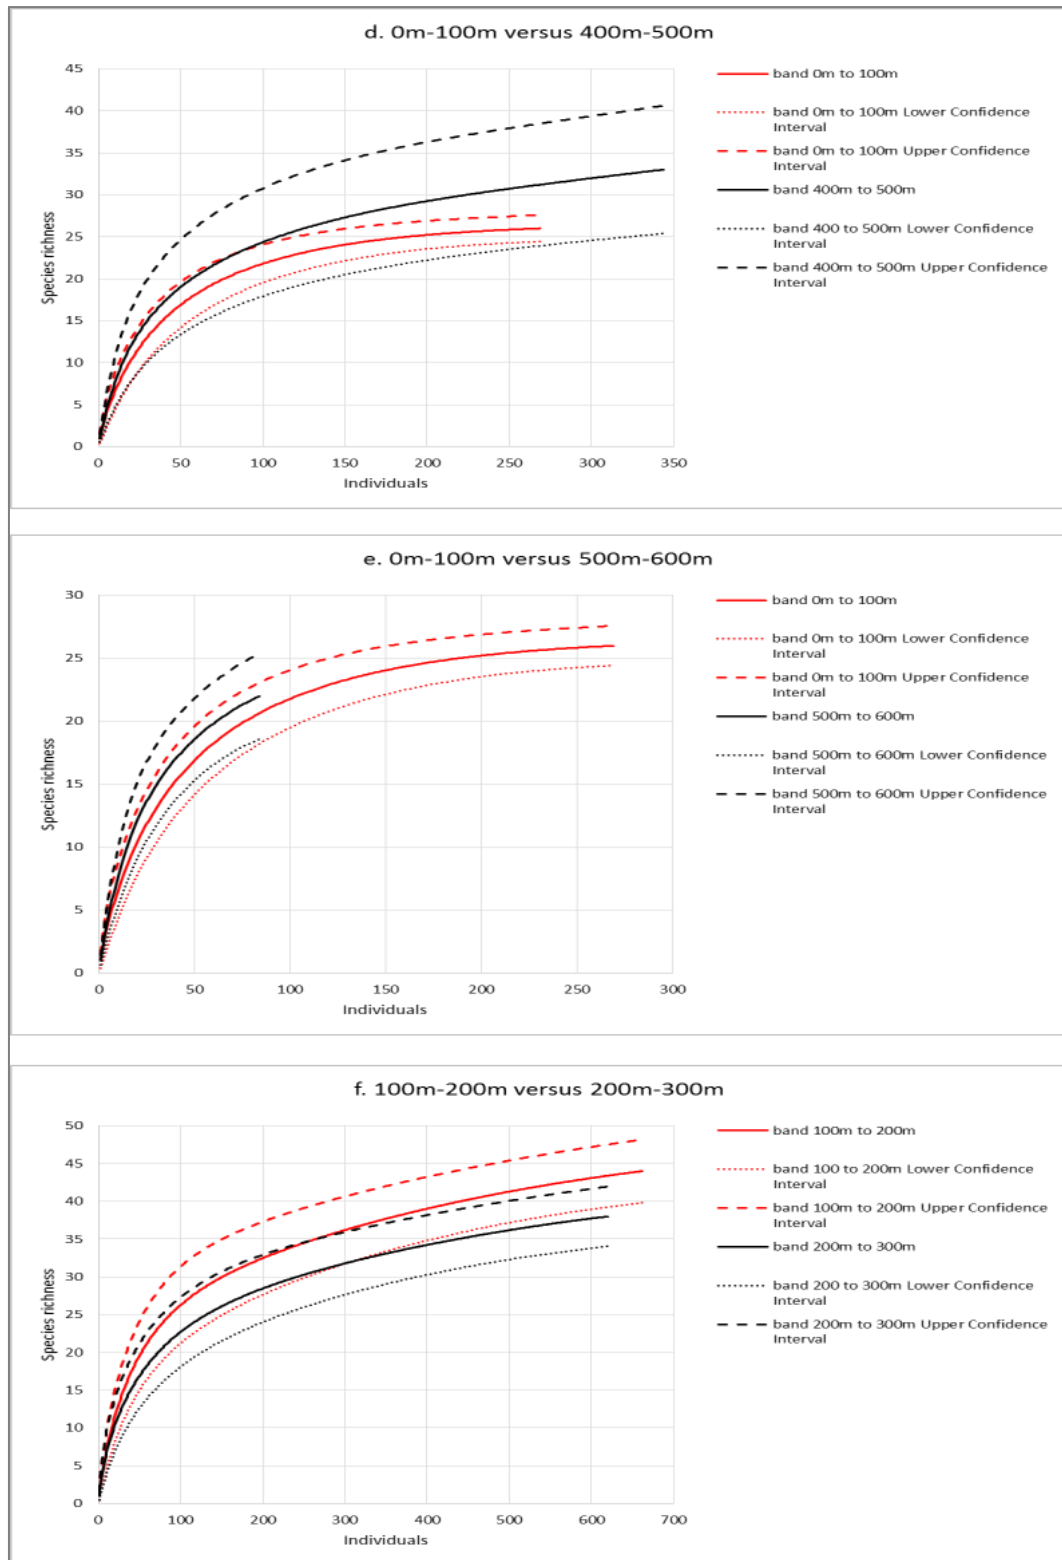 d. 0m-100m versus 400m-500m
45
40
35
30
25
20
15
10
5
0
Species richness
0 50 100 150 200 250 300 350
Individuals
band 0m to 100m
band 0m to 100m Lower Confidence
Interval
band 0m to 100m Upper Confidence
Interval
band 400m to 500m
band 400 to 500m Lower Confidence
Interval
band 400m to 500m Upper Confidence
Interval
e. 0m-100m versus 500m-600m
30
25
20
15
10
5
0
Species richness
0 50 100 150 200 250 300
Individuals
band 0m to 100m
band 0m to 100m Lower Confidence
Interval
band 0m to 100m Upper Confidence
Interval
band 500m to 600m
band 500m to 600m Lower Confidence
Interval
band 500m to 600m Upper Confidence
Interval
f. 100m-200m versus 200m-300m
50
45
40
35
30
25
20
15
10
5
0
Species richness
0 100 200 300 400 500 600 700
Individuals
band 100m to 200m
band 100 to 200m Lower Confidence
Interval
band 100m to 200m Upper Confidence
Interval
band 200m to 300m
band 200 to 300m Lower Confidence
Interval
band 200m to 300m Upper Confidence
Interval